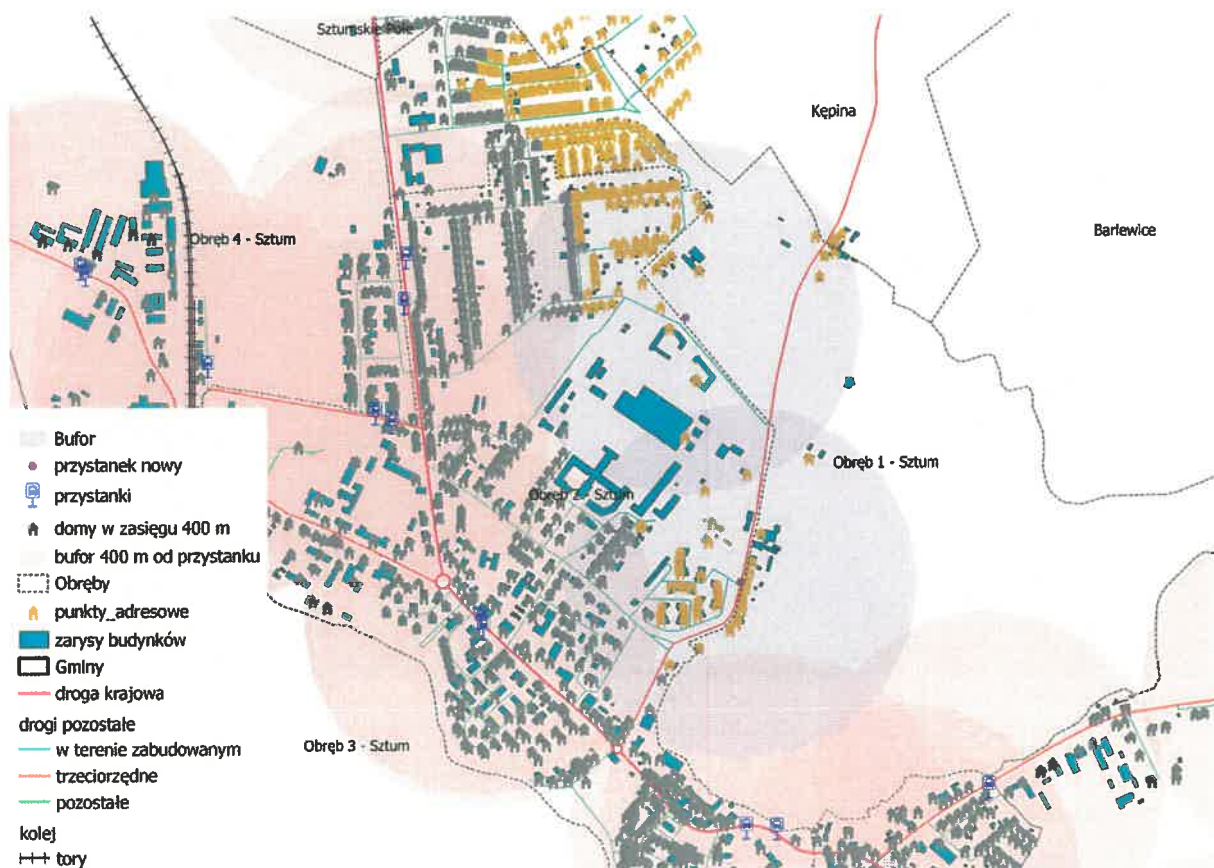 Sztumskie Pole
Kępina
Barlewice
Obręb 4 - Sztum
Obręb 1 - Sztum
Obręb 2 - Sztum
Obręb 3 - Sztum
Bufor
przystanek nowy
przystanki
domy w zasięgu 400 m
bufor 400 m od przystanku
Obręby
punkty_adresowe
zarysy budynków
Gminy
droga krajowa
drogi pozostałe
w terenie zabudowanym
trzeciorzędne
pozostałe
kolej
tory